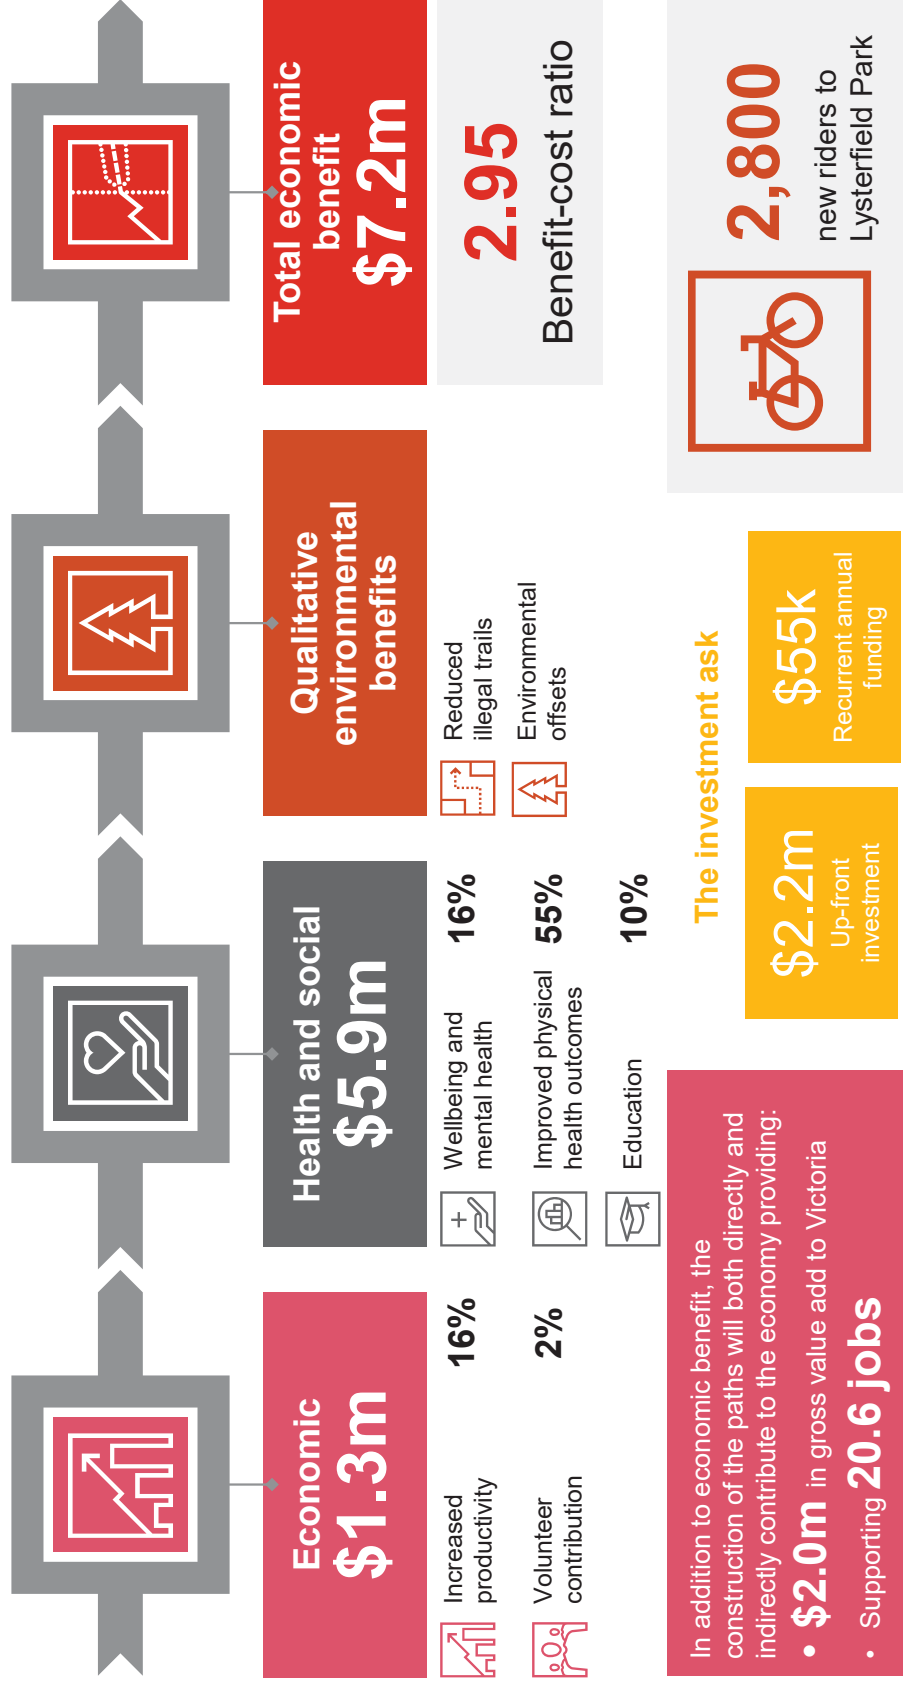 Economic
$1.3m
Increased
productivity
16%
Volunteer
contribution
2%
Health and social
$5.9m
Wellbeing and
mental health
16%
Improved physical
health outcomes
55%
Education
10%
Qualitative
environmental
benefits
Reduced
illegal trails
Environmental
offsets
Total economic
benefit
$7.2m
2.95
Benefit-cost ratio
In addition to economic benefit, the
construction of the paths will both directly and
indirectly contribute to the economy providing:
• $2.0m in gross value add to Victoria
• Supporting 20.6 jobs
The investment ask
$2.2m
Up-front
investment
$55k
Recurrent annual
funding
2,800
new riders to
Lysterfield Park